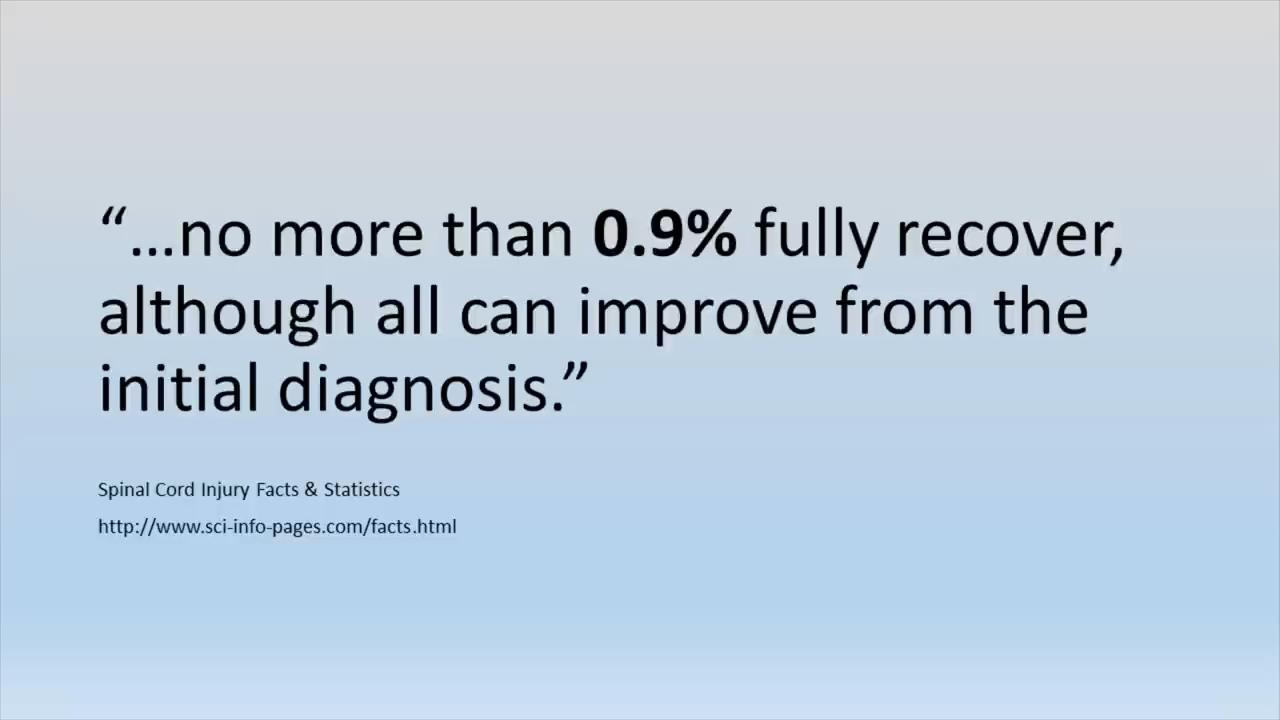 “…no more than 0.9% fully recover,
although all can improve from the
initial diagnosis.”
Spinal Cord Injury Facts & Statistics
http://www.sci-info-pages.com/facts.html